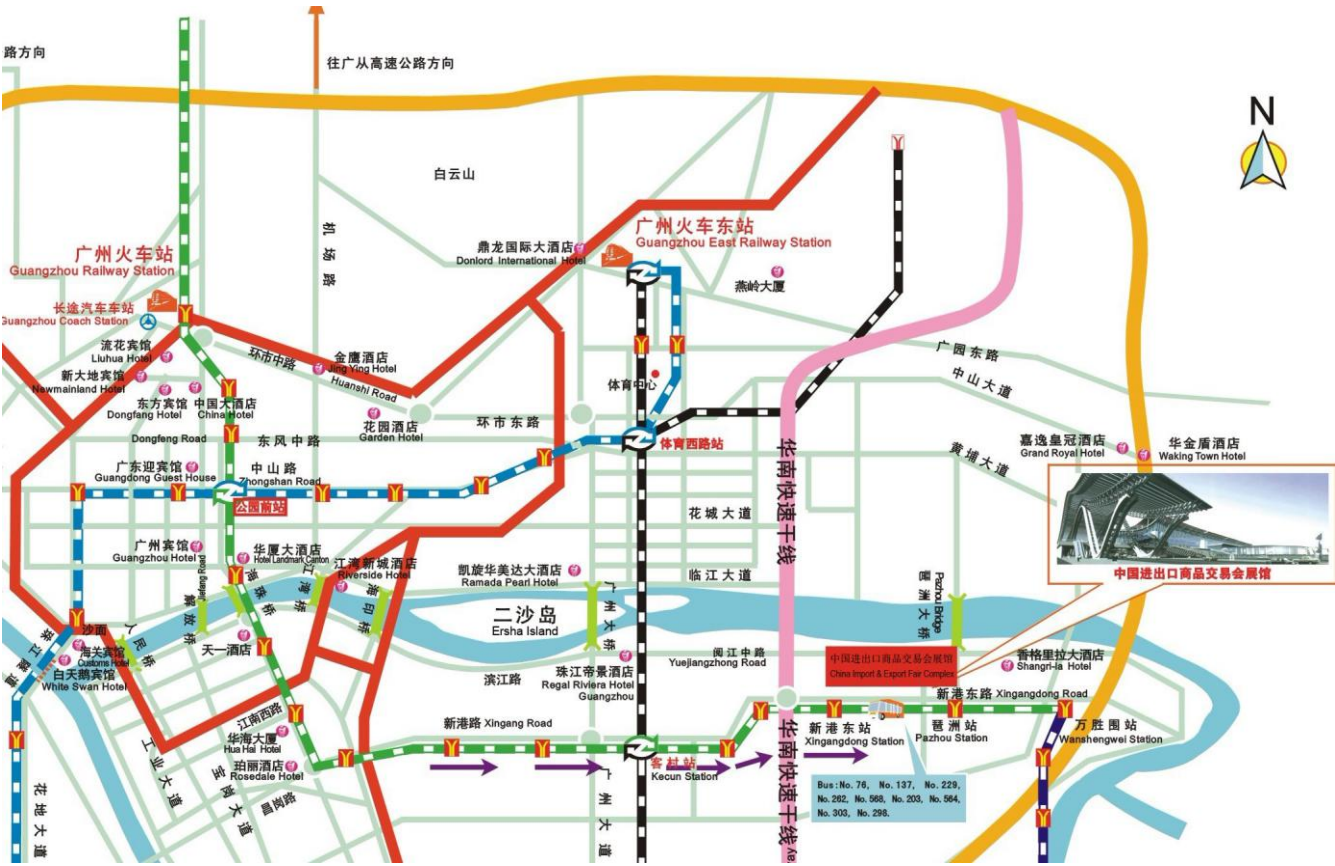 路方向
往广从高速公路方向
N
白云山
机场路
广州火车站
Guangzhou Railway Station
长途汽车车站
Guangzhou Coach Station
鼎龙国际大酒店
Donlord International Hotel
广州火车东站
Guangzhou East Railway Station
燕岭大厦
流花宾馆
Liuhua Hotel
新大地宾馆
Newmainland Hotel
东方宾馆
Dongfang Hotel
中国大酒店
China Hotel
环市中路
金鹰酒店
Jing Ying Hotel
Huanshi Road
花园酒店
Garden Hotel
环市东路
体育中心
体育西路站
广园东路
中山大道
黄埔大道
嘉逸皇冠酒店
Grand Royal Hotel
华金盾酒店
Waking Town Hotel
Dongfeng Road
东风中路
广东迎宾馆
Guangdong Guest House
中山路
Zhongshan Road
公园前站
花城大道
华南快速干线
中国进出口商品交易会展馆
广州宾馆
Guangzhou Hotel
Jiefang Road
解放桥
华厦大酒店
Hotel Landmark Canton
海珠桥
江湾桥
江湾新城酒店
Riverside Hotel
海印桥
凯旋华美达大酒店
Ramada Pearl Hotel
临江大道
二沙岛
Ersha Island
广州大桥
Pazhou Bridge
琶洲大桥
沙面
人民桥
珠江隧道
海关宾馆
Customs Hotel
白天鹅宾馆
White Swan Hotel
天一酒店
滨江路
珠江帝景酒店
Regal Riviera Hotel
Guangzhou
阅江中路
Yuejiangzhong Road
中国进出口商品交易会展馆
China Import & Export Fair Complex
香格里拉大酒店
Shangri-la Hotel
新港东路 Xingangdong Road
江南西路
华海大厦
Hua Hai Hotel
珀丽酒店
Rosedale Hotel
昌岗路
工业大道
宝岗大道
花地大道
新港路 Xingang Road
客村站
Kecun Station
广州大道
新港东站
Xingangdong Station
琶洲站
Pazhou Station
万胜围站
Wanshengwei Station
华南快速干线
way
Bus:No. 76, No. 137, No. 229,
No. 262, No. 568, No. 203, No. 564,
No. 303, No. 298.